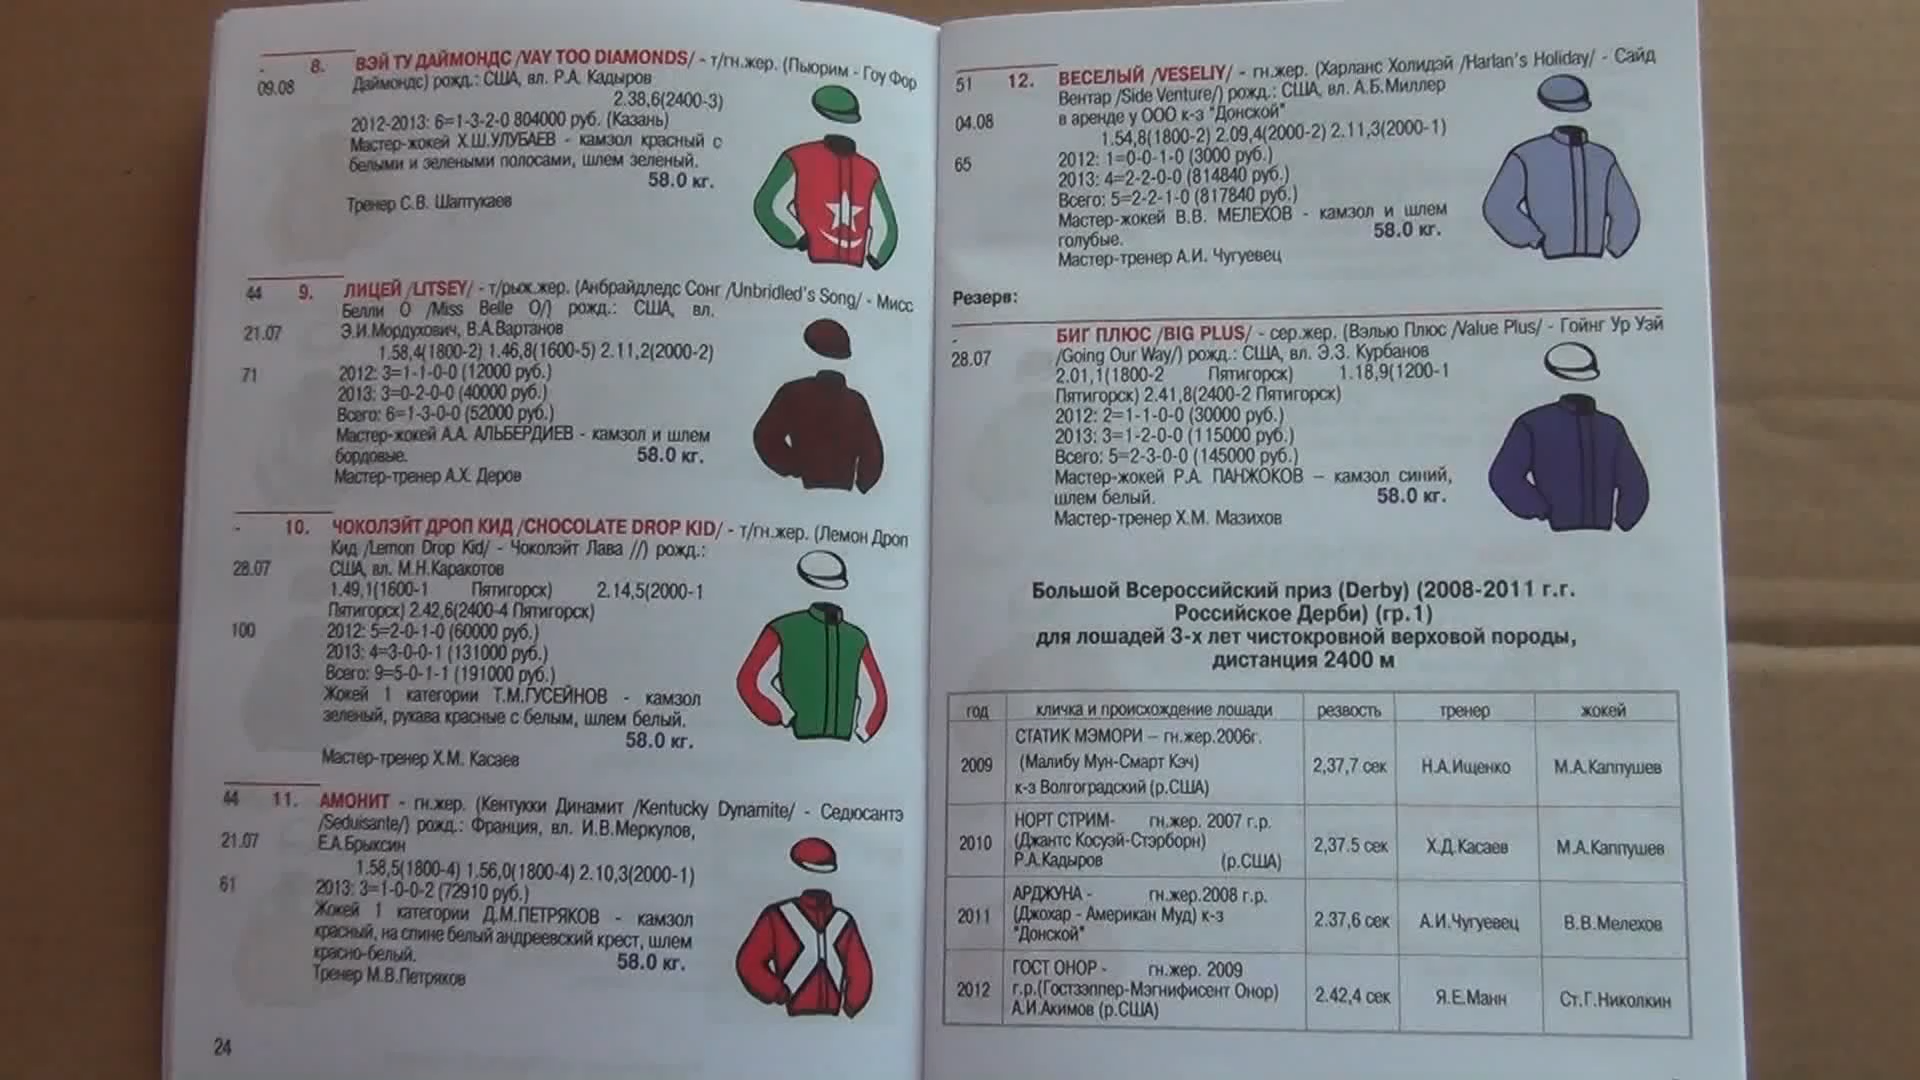 8. ВЭЙ ТУ ДАЙМОНДС /VAY TOO DIAMONDS/ - т/гн.жер. (Пьюрим - Гоу Фор
-
09.08
Даймондс) рожд.: США, вл. Р.А. Кадыров
2.38,6(2400-3)
2012-2013: 6=1-3-2-0 804000 руб. (Казань)
Мастер-жокей Х.Ш.УЛУБАЕВ - камзол красный с
белыми и зелеными полосами, шлем зеленый.
58.0 кг.
Тренер С.В. Шаптукаев
44 9. ЛИЦЕЙ /LITSEY/ - т/рыж.жер. (Анбрайдледс Сонг /Unbridled's Song/ - Мисс
Белли О /Miss Belle O/) рожд.: США, вл.
21.07 Э.И.Мордухович, В.А.Вартанов
1.58,4(1800-2) 1.46,8(1600-5) 2.11,2(2000-2)
71 2012: 3=1-1-0-0 (12000 руб.)
2013: 3=0-2-0-0 (40000 руб.)
Всего: 6=1-3-0-0 (52000 руб.)
Мастер-жокей А.А. АЛЬБЕРДИЕВ - камзол и шлем
бордовые. 58.0 кг.
Мастер-тренер А.Х. Деров
- 10. ЧОКОЛЭЙТ ДРОП КИД /CHOCOLATE DROP KID/ - т/гн.жер. (Лемон Дроп
Кид /Lemon Drop Kid/ - Чоколэйт Лава //) рожд.:
28.07 США, вл. М.Н.Каракотов
1.49,1(1600-1 Пятигорск) 2.14,5(2000-1
Пятигорск) 2.42,6(2400-4 Пятигорск)
100 2012: 5=2-0-1-0 (60000 руб.)
2013: 4=3-0-0-1 (131000 руб.)
Всего: 9=5-0-1-1 (191000 руб.)
Жокей 1 категории Т.М.ГУСЕЙНОВ - камзол
зеленый, рукава красные с белым, шлем белый.
58.0 кг.
Мастер-тренер Х.М. Касаев
44 11. АМОНИТ - гн.жер. (Кентукки Динамит /Kentucky Dynamite/ - Седюсантэ
/Seduisante/) рожд.: Франция, вл. И.В.Меркулов,
21.07 Е.А.Брыксин
1.58,5(1800-4) 1.56,0(1800-4) 2.10,3(2000-1)
61 2013: 3=1-0-0-2 (72910 руб.)
Жокей 1 категории Д.М.ПЕТРЯКОВ - камзол
красный, на спине белый андреевский крест, шлем
красно-белый. 58.0 кг.
Тренер М.В.Петряков
24
51 12. ВЕСЕЛЫЙ /VESELIY/ - гн.жер. (Харланс Холидэй /Harlan's Holiday/ - Сайд
Вентар /Side Venture/) рожд.: США, вл. А.Б.Миллер
04.08 в аренде у ООО к-з "Донской"
1.54,8(1800-2) 2.09,4(2000-2) 2.11,3(2000-1)
65 2012: 1=0-0-1-0 (3000 руб.)
2013: 4=2-2-0-0 (814840 руб.)
Всего: 5=2-2-1-0 (817840 руб.)
Мастер-жокей В.В. МЕЛЕХОВ - камзол и шлем
голубые. 58.0 кг.
Мастер-тренер А.И. Чугуевец
Резерв:
- БИГ ПЛЮС /BIG PLUS/ - сер.жер. (Вэлью Плюс /Value Plus/ - Гойнг Ур Уэй
28.07 /Going Our Way/) рожд.: США, вл. Э.З. Курбанов
2.01,1(1800-2 Пятигорск) 1.18,9(1200-1
Пятигорск) 2.41,8(2400-2 Пятигорск)
2012: 2=1-1-0-0 (30000 руб.)
2013: 3=1-2-0-0 (115000 руб.)
Всего: 5=2-3-0-0 (145000 руб.)
Мастер-жокей Р.А. ПАНЖОКОВ – камзол синий,
шлем белый. 58.0 кг.
Мастер-тренер Х.М. Мазихов
Большой Всероссийский приз (Derby) (2008-2011 г.г.
Российское Дерби) (гр.1)
для лошадей 3-х лет чистокровной верховой породы,
дистанция 2400 м
год кличка и происхождение лошади резвость тренер жокей
СТАТИК МЭМОРИ – гн.жер.2006г.
2009 (Малибу Мун-Смарт Кэч) 2,37,7 сек Н.А.Ищенко М.А.Каппушев
к-з Волгоградский (р.США)
НОРТ СТРИМ- гн.жер. 2007 г.р.
2010 (Джантс Косуэй-Стэрборн) 2,37.5 сек Х.Д.Касаев М.А.Каппушев
Р.А.Кадыров (р.США)
АРДЖУНА - гн.жер.2008 г.р.
2011 (Джохар - Американ Муд) к-з 2.37,6 сек А.И.Чугуевец В.В.Мелехов
"Донской"
ГОСТ ОНОР - гн.жер. 2009
2012 г.р.(Гостзэппер-Мэгнифисент Онор) 2.42,4 сек Я.Е.Манн Ст.Г.Николкин
А.И.Акимов (р.США)